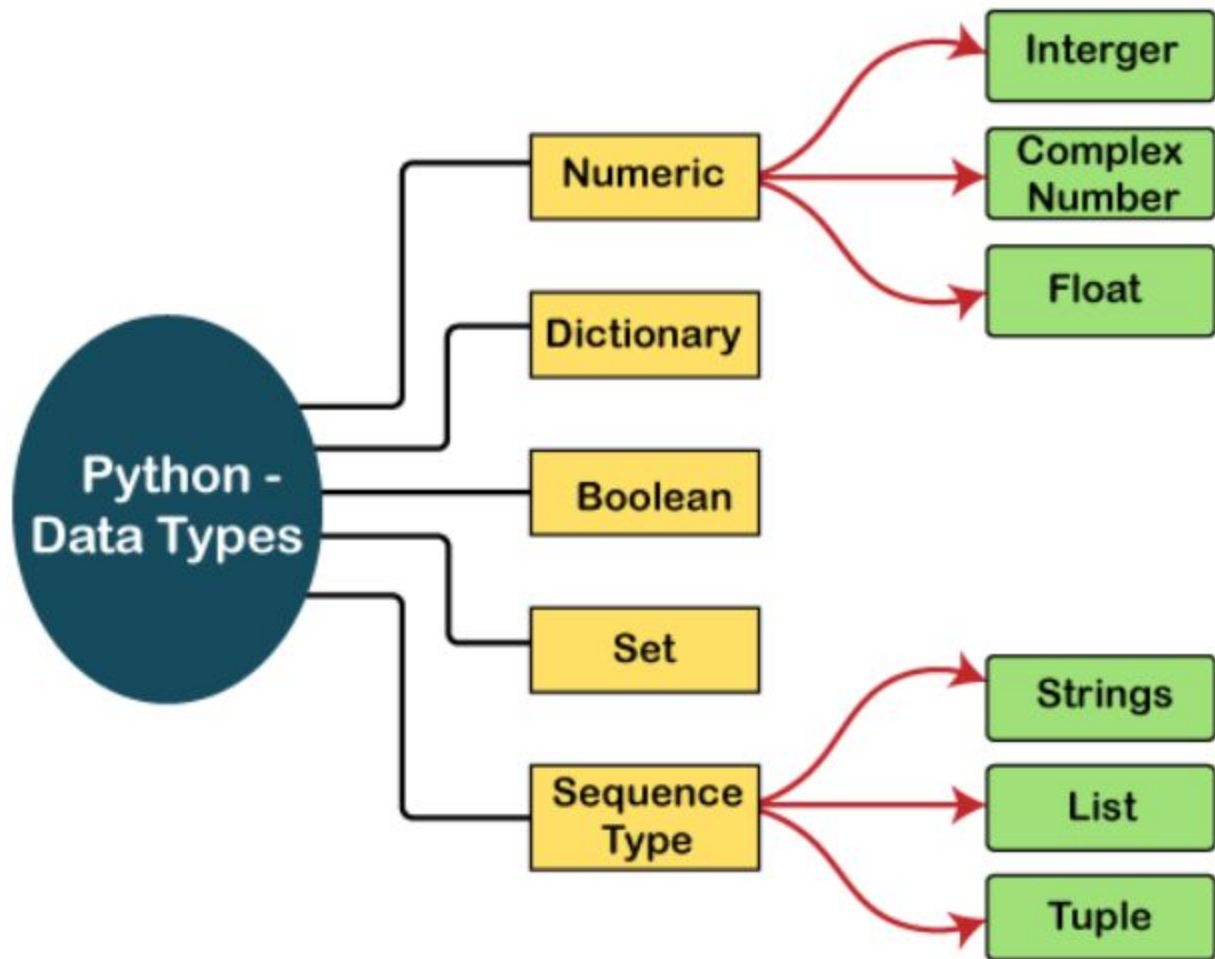 Python -
Data Types
Numeric
Dictionary
Boolean
Set
Sequence
Type
Interger
Complex
Number
Float
Strings
List
Tuple